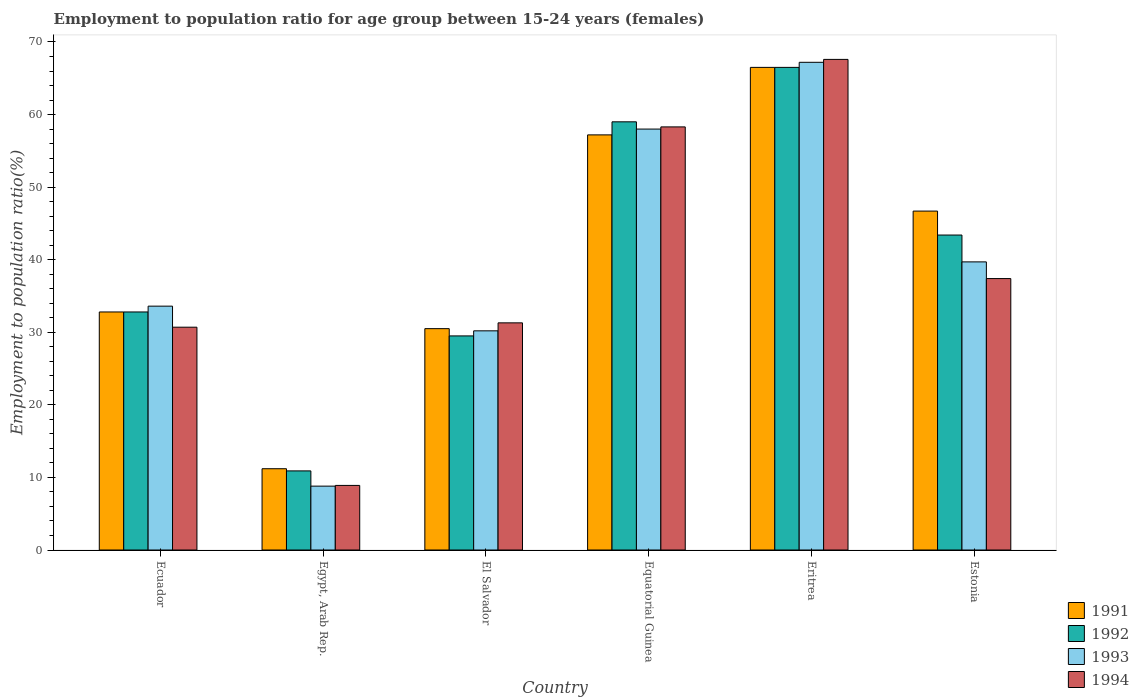 Employment to population ratio for age group between 15-24 years (females)
Employment to population ratio(%)
70
60
50
40
30
20
10
0
Ecuador
Egypt, Arab Rep.
El Salvador
Equatorial Guinea
Eritrea
Estonia
Country
1991
1992
1993
1994